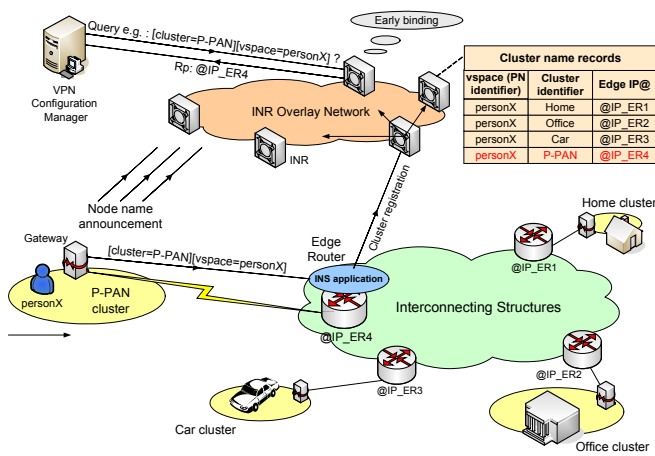 Early binding
Query e.g. : [cluster=P-PAN][vspace=personX] ?
Rp: @IP_ER4
VPN
Configuration
Manager
INR Overlay Network
INR
Cluster name records
vspace (PN identifier) Cluster identifier Edge IP@
personX Home @IP_ER1
personX Office @IP_ER2
personX Car @IP_ER3
personX P-PAN @IP_ER4
Node name
announcement
Cluster registration
Gateway
[cluster=P-PAN][vspace=personX]
Edge
Router
INS application
Home cluster
@IP_ER1
personX
P-PAN
cluster
Interconnecting Structures
@IP_ER4
@IP_ER3
@IP_ER2
Car cluster
Office cluster